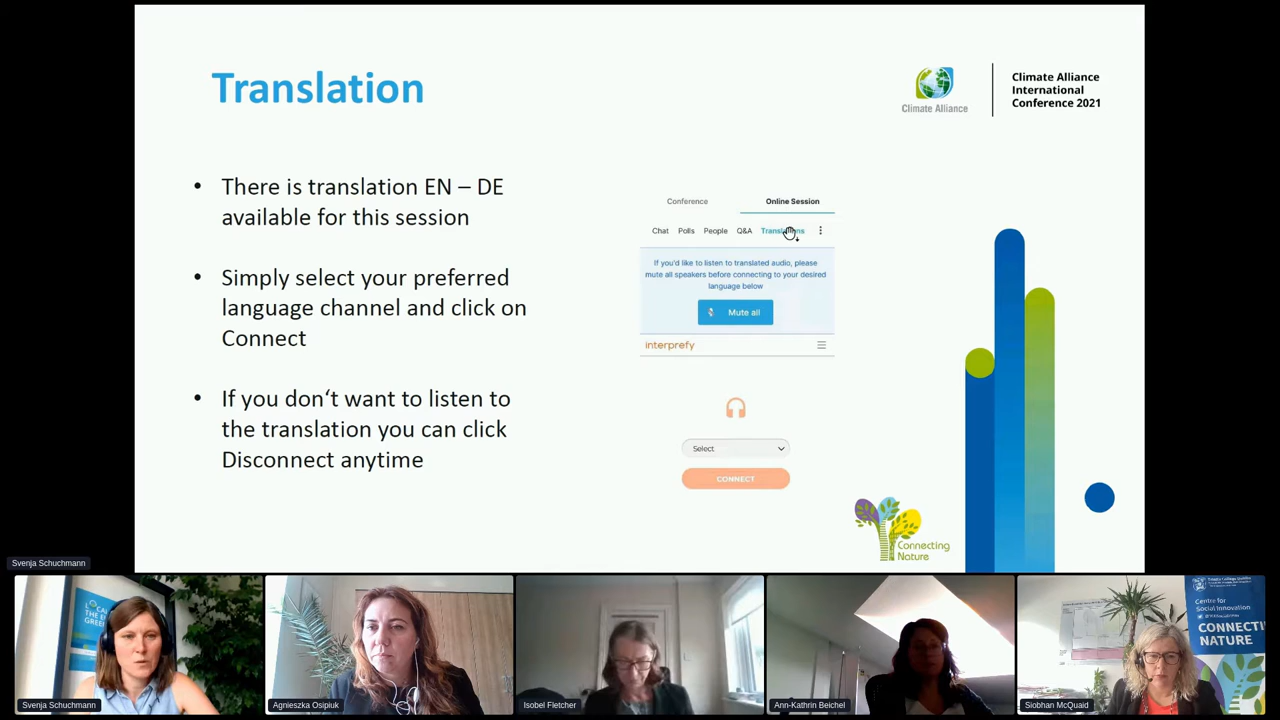 Translation
Climate Alliance
Climate Alliance
International
Conference 2021
• There is translation EN – DE
available for this session
• Simply select your preferred
language channel and click on
Connect
• If you don‘t want to listen to
the translation you can click
Disconnect anytime
Conference
Online Session
Chat Polls People Q&A
If you'd like to listen to translated audio, please
mute all speakers before connecting to your desired
language below
Mute all
interprefy
Select
CONNECT
Connecting
Nature
Svenja Schuchmann
Centre for
Social Innovation
NATURE
Svenja Schuchmann
Agnieszka Osipiuk
Isobel Fletcher
Ann-Kathrin Beichel
Siobhan McQuaid